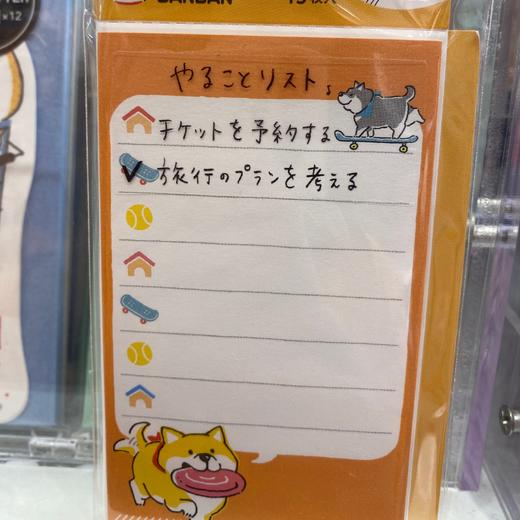 やることリスト
チケットを予約する
旅行のプランを考える
×12